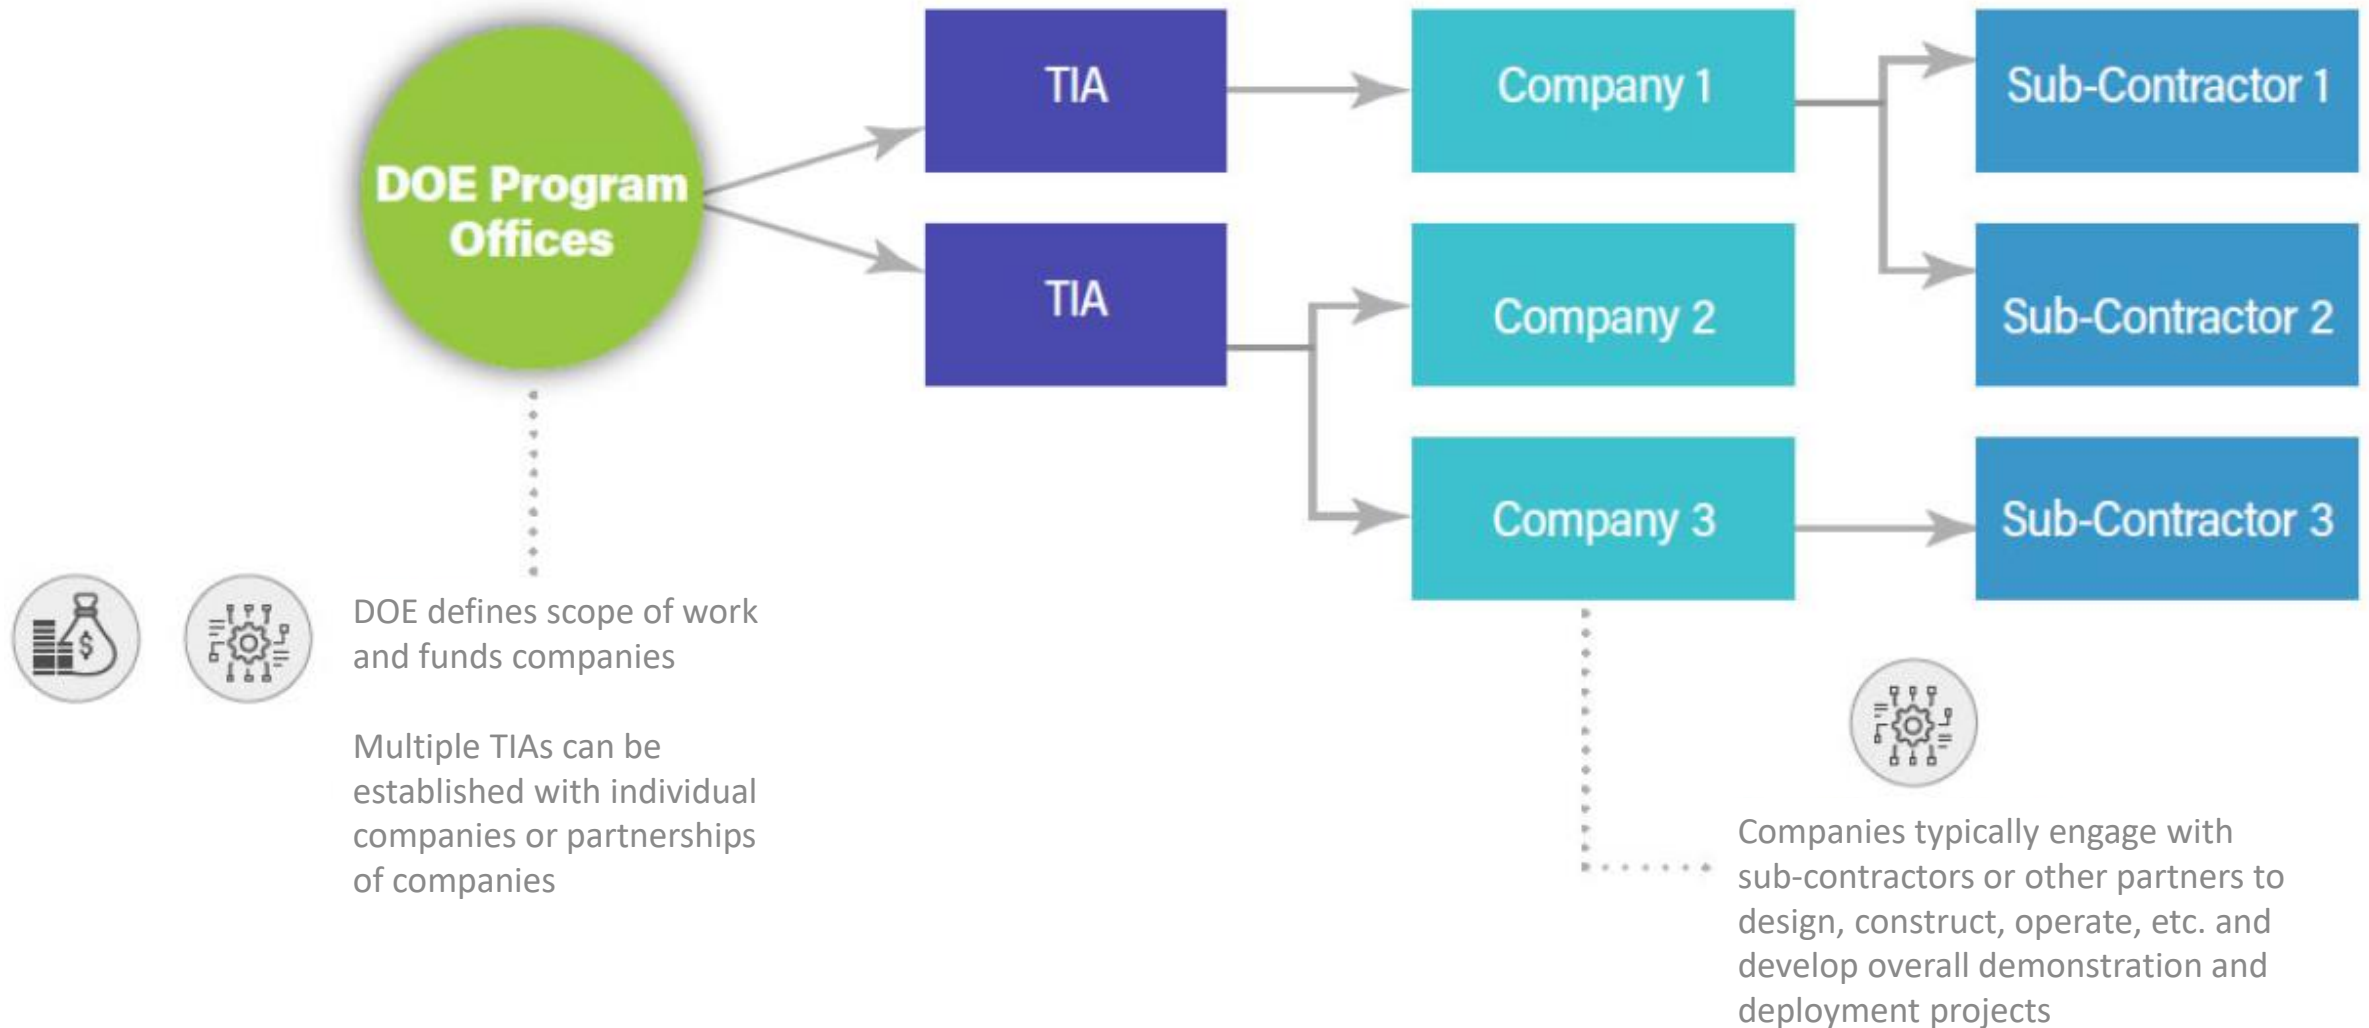 DOE Program
Offices
TIA
TIA
Company 1
Company 2
Company 3
Sub-Contractor 1
Sub-Contractor 2
Sub-Contractor 3
$
DOE defines scope of work
and funds companies
Multiple TIAs can be
established with individual
companies or partnerships
of companies
Companies typically engage with
sub-contractors or other partners to
design, construct, operate, etc. and
develop overall demonstration and
deployment projects